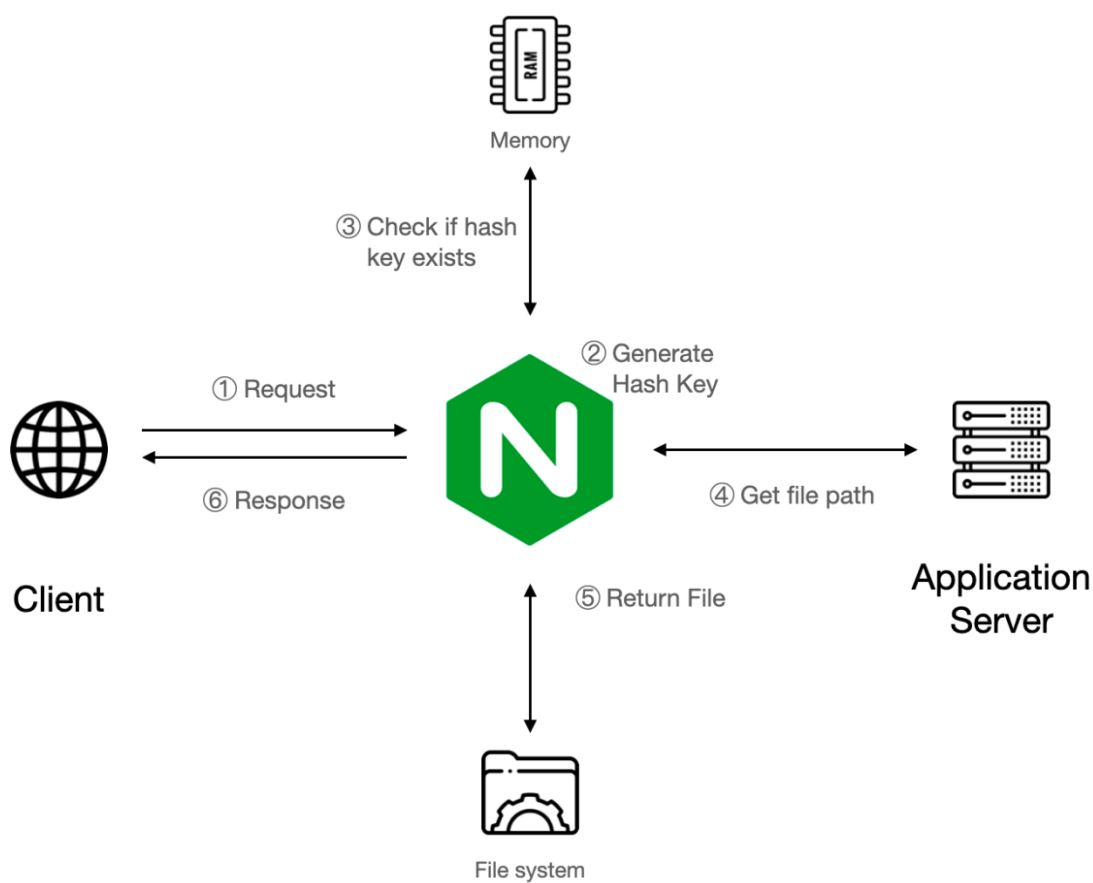 RAM
Memory
③ Check if hash
key exists
② Generate
Hash Key
① Request
N
⑥ Response
④ Get file path
Client
Application
Server
⑤ Return File
File system